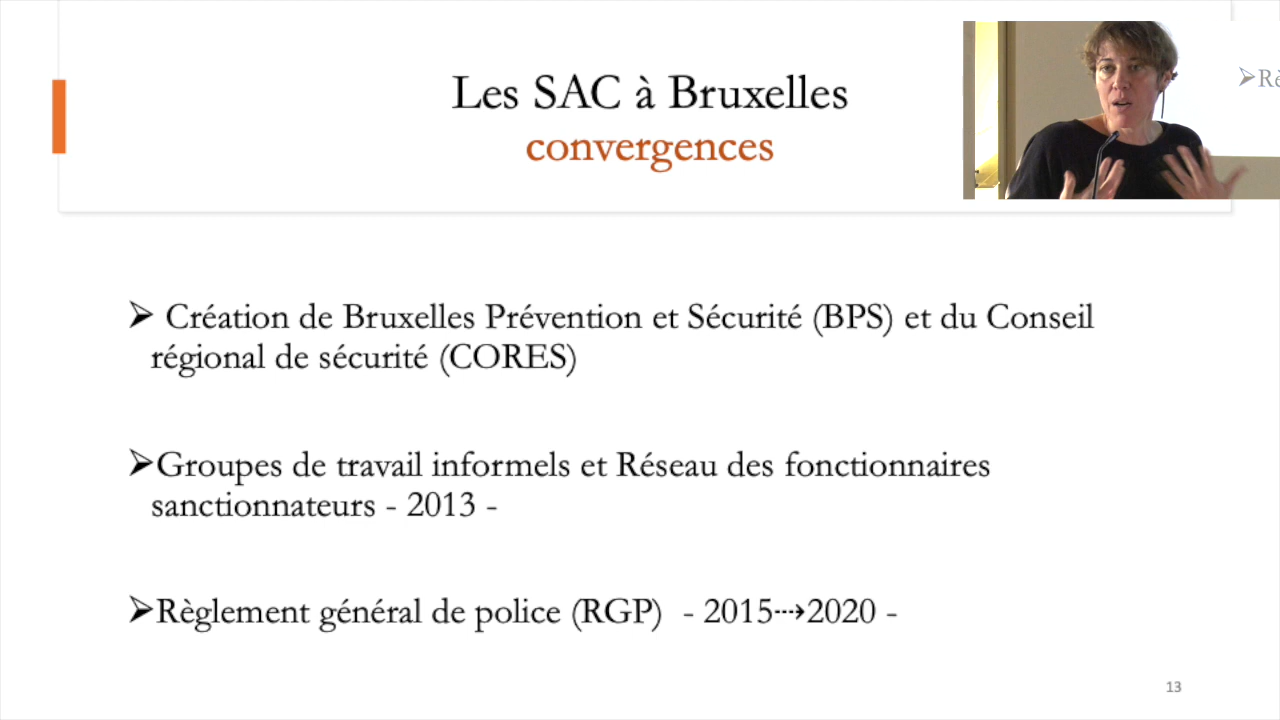 Les SAC à Bruxelles
convergences
➢Rè
➢ Création de Bruxelles Prévention et Sécurité (BPS) et du Conseil
régional de sécurité (CORES)
➢Groupes de travail informels et Réseau des fonctionnaires
sanctionnateurs - 2013 -
➢Règlement général de police (RGP) - 2015⇢2020 -
13